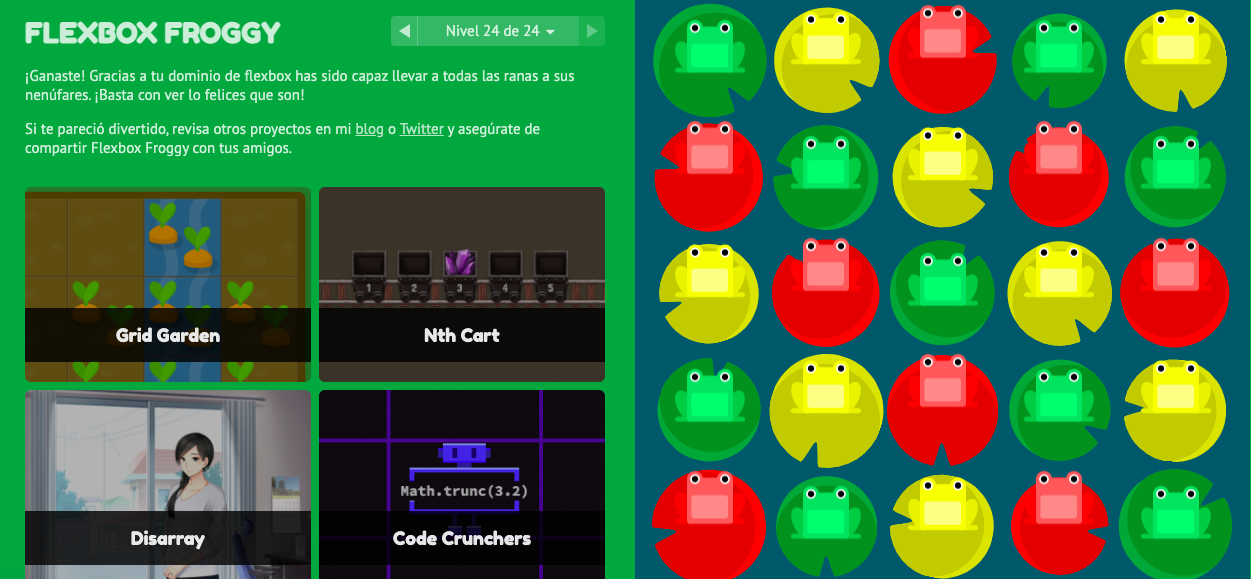 FLEXBOX FROGGY
Nivel 24 de 24
¡Ganaste! Gracias a tu dominio de flexbox has sido capaz llevar a todas las ranas a sus
nenúfares. ¡Basta con ver lo felices que son!
Si te pareció divertido, revisa otros proyectos en mi blog o Twitter y asegúrate de
compartir Flexbox Froggy con tus amigos.
Grid Garden
1 2 3 4 5
Nth Cart
Disarray
Math.trunc(3.2)
Code Crunchers